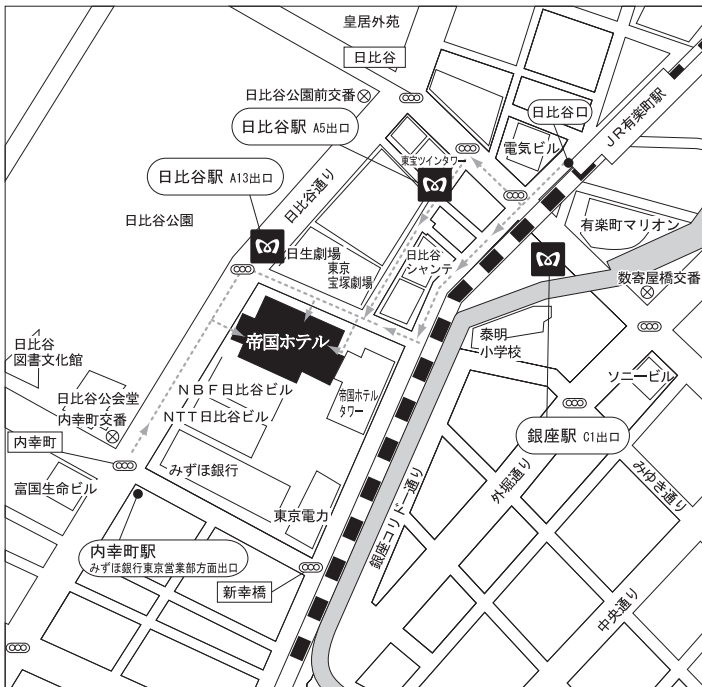 皇居外苑
日比谷
日比谷公園前交番
日比谷駅 A5出口
日比谷口
JR有楽町駅
電気ビル
東宝ツインタワー
日比谷駅 A13出口
日比谷通り
日比谷公園
有楽町マリオン
日生劇場
東京
宝塚劇場
日比谷
シャンテ
数寄屋橋交番
帝国ホテル
泰明
小学校
日比谷
図書文化館
ソニービル
NBF日比谷ビル
帝国ホテル
タワー
日比谷公会堂
内幸町交番
NTT日比谷ビル
銀座駅 C1出口
内幸町
みずほ銀行
外堀通り
みゆき通り
富国生命ビル
東京電力
銀座コリドー通り
内幸町駅
みずほ銀行東京営業部方面出口
新幸橋
中央通り